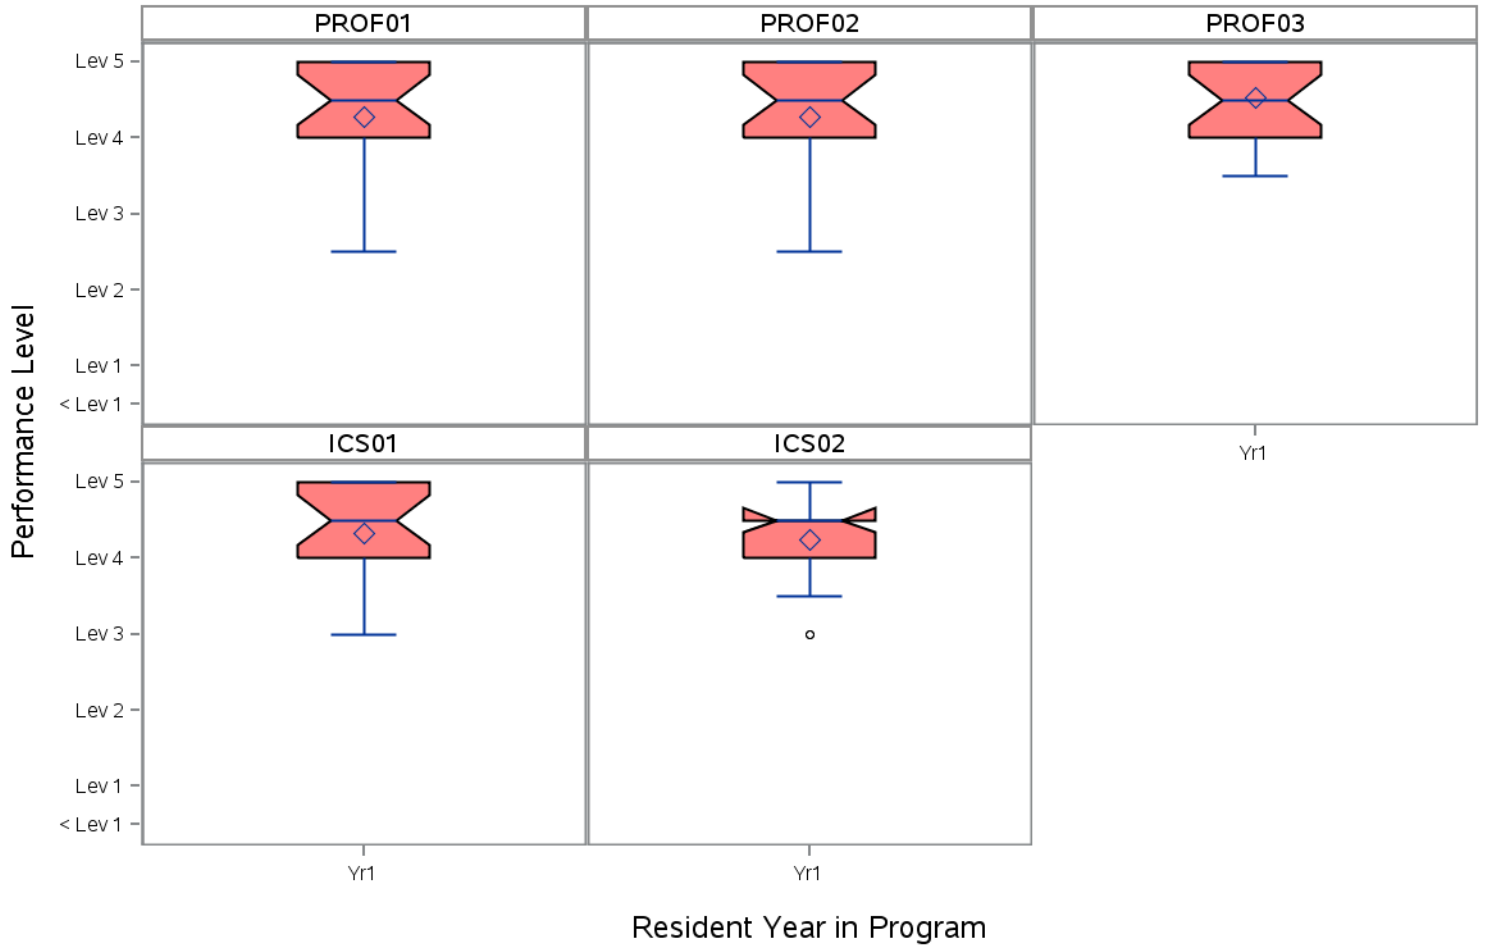 PROF01
PROF02
PROF03
Lev 5
Lev 4
Lev 3
Lev 2
Lev 1
< Lev 1
Yr1
ICS01
ICS02
Lev 5
Lev 4
Lev 3
Lev 2
Lev 1
< Lev 1
Yr1
Yr1
Performance Level
Resident Year in Program